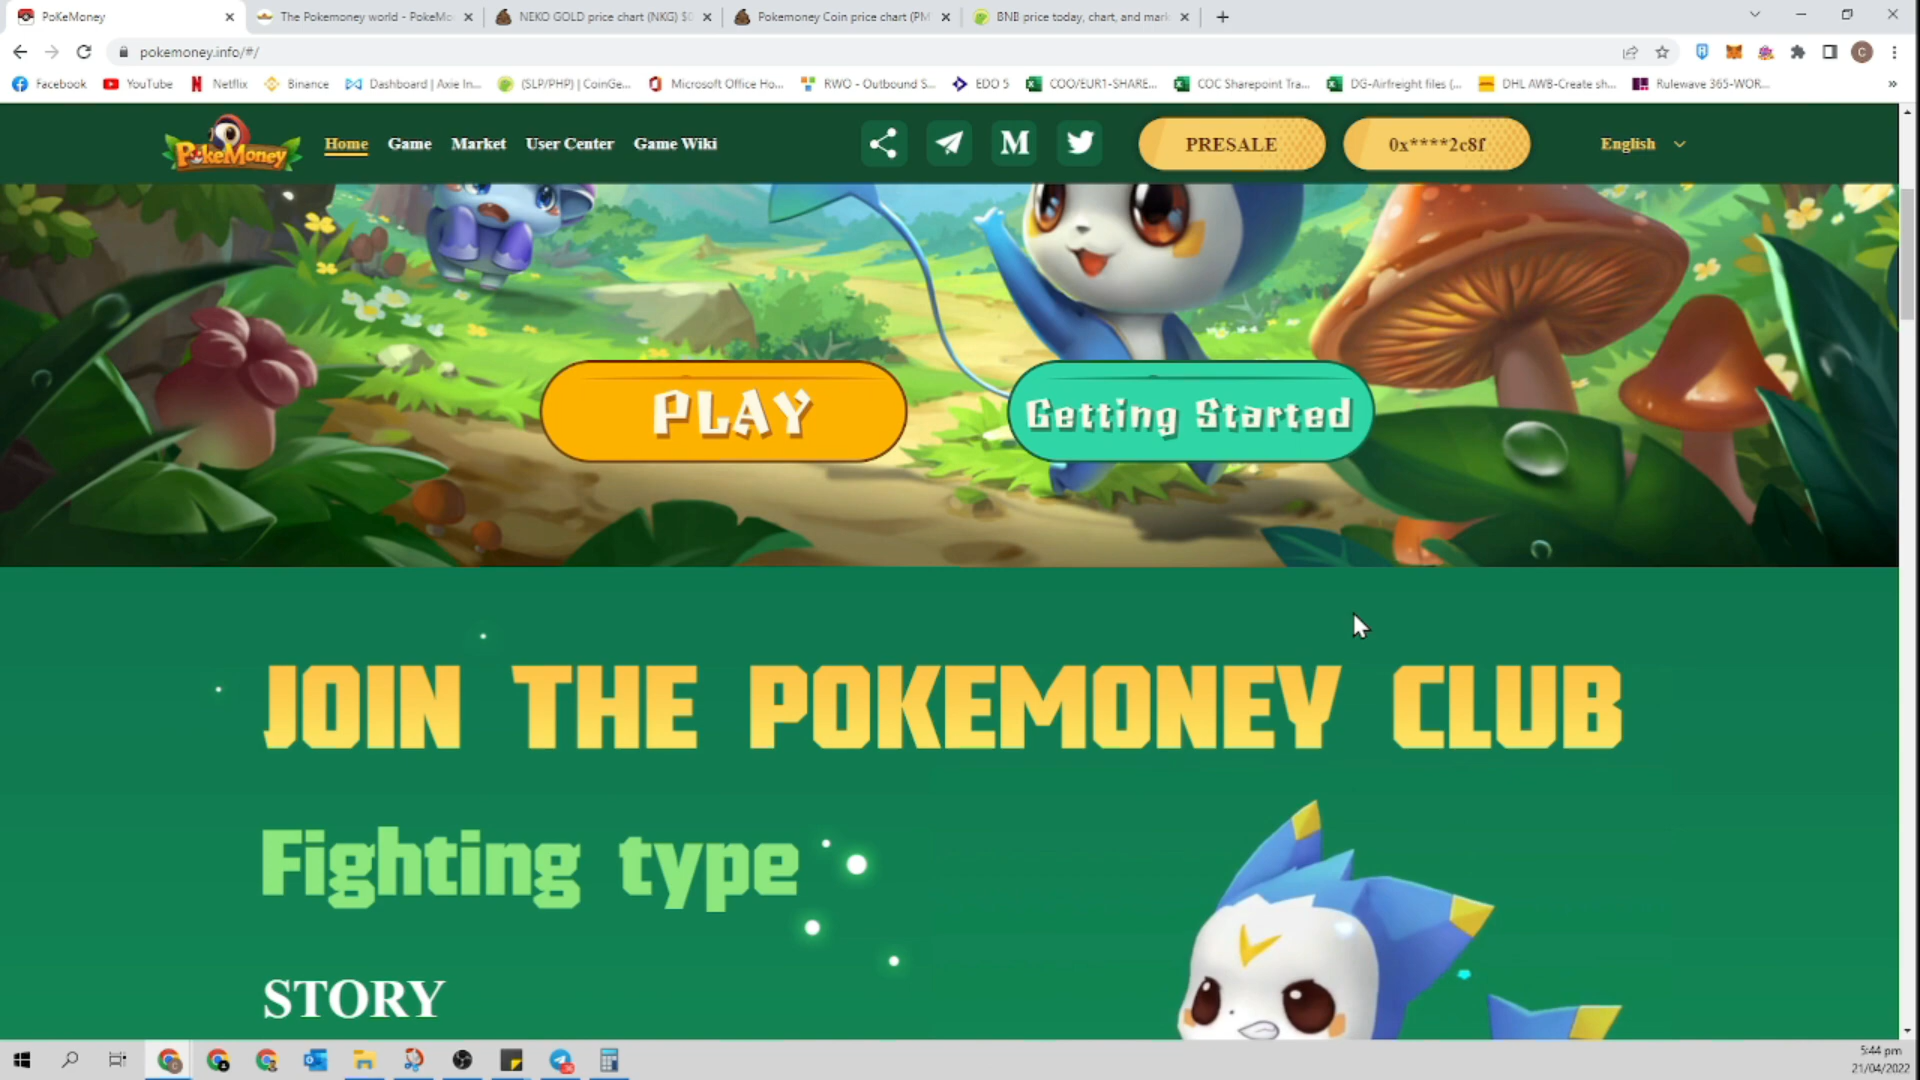 PoKeMoney
The Pokemoney world - PokeMo
NEKO GOLD price chart (NKG) $0
Pokemoney Coin price chart (PM
BNB price today, chart, and mark
pokemoney.info/#/
C
Facebook
YouTube
Netflix
Binance
Dashboard | Axie In...
(SLP/PHP) | CoinGe...
Microsoft Office Ho...
RWO - Outbound S...
EDO 5
COO/EUR1-SHARE...
COC Sharepoint Tra...
DG-Airfreight files (...
DHL AWB-Create sh...
Rulewave 365-WOR...
PokeMoney
Home
Game
Market
User Center
Game Wiki
M
PRESALE
0x****2c8f
English
PLAY
Getting Started
JOIN THE POKEMONEY CLUB
Fighting type
STORY
5:44 pm
21/04/2022